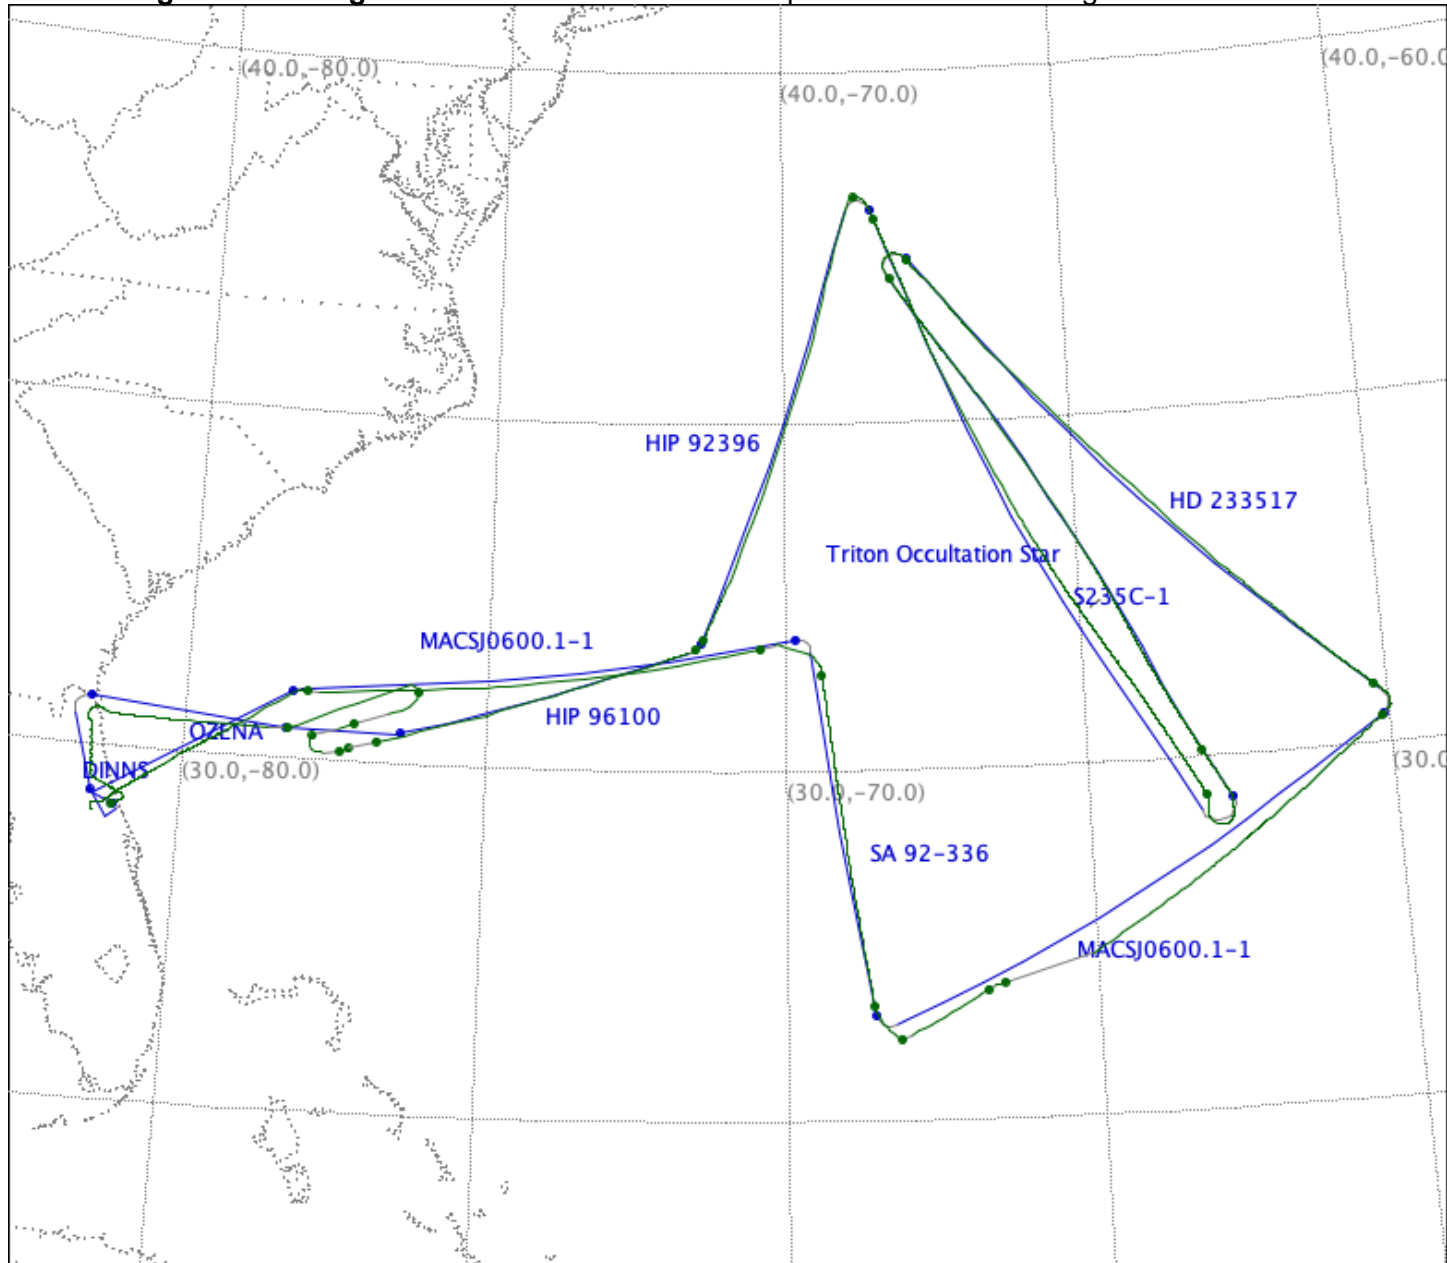 (40.0,-80.0)
(40.0,-60.0
(40.0,-70.0)
HIP 92396
HD 233517
Triton Occultation Star
S235C-1
MACSJ0600.1-1
HIP 96100
OZENA
DINNS
(30.0,-80.0)
(30.0,-70.0)
(30.0
SA 92-336
MACSJ0600.1-1